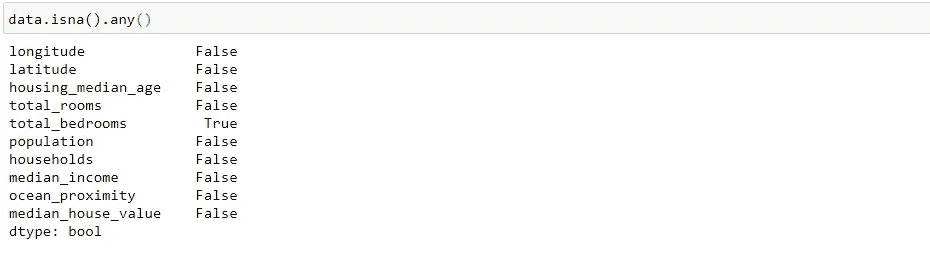 data.isna().any()
longitude False
latitude False
housing_median_age False
total_rooms False
total_bedrooms True
population False
households False
median_income False
ocean_proximity False
median_house_value False
dtype: bool